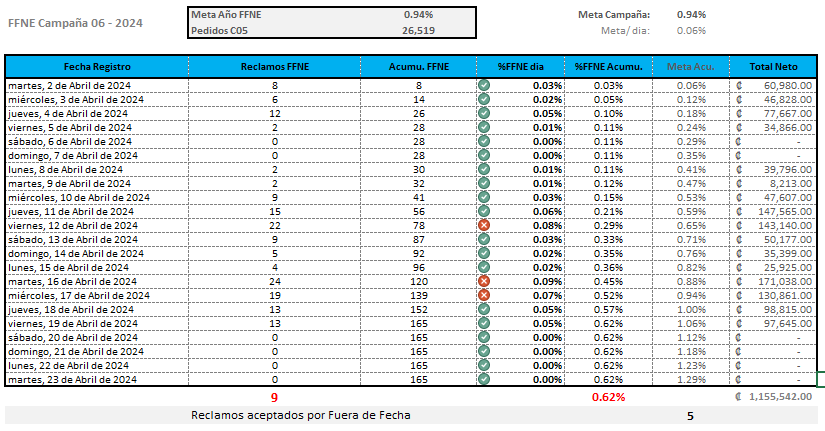 FFNE Campaña 06 - 2024
Meta Año FFNE 0.94%
Pedidos C05 26,519
Meta Campaña: 0.94%
Meta/ dia: 0.06%
Fecha Registro Reclamos FFNE Acumu. FFNE %FFNE dia %FFNE Acumu. Meta Acu. Total Neto
martes, 2 de Abril de 2024 8 8 0.03% 0.03% 0.06% ₡ 60,980.00
miércoles, 3 de Abril de 2024 6 14 0.02% 0.05% 0.12% ₡ 46,828.00
jueves, 4 de Abril de 2024 12 26 0.05% 0.10% 0.18% ₡ 77,667.00
viernes, 5 de Abril de 2024 2 28 0.01% 0.11% 0.24% ₡ 34,866.00
sábado, 6 de Abril de 2024 0 28 0.00% 0.11% 0.29% ₡ -
domingo, 7 de Abril de 2024 0 28 0.00% 0.11% 0.35% ₡ -
lunes, 8 de Abril de 2024 2 30 0.01% 0.11% 0.41% ₡ 39,796.00
martes, 9 de Abril de 2024 2 32 0.01% 0.12% 0.47% ₡ 8,213.00
miércoles, 10 de Abril de 2024 9 41 0.03% 0.15% 0.53% ₡ 47,607.00
jueves, 11 de Abril de 2024 15 56 0.06% 0.21% 0.59% ₡ 147,565.00
viernes, 12 de Abril de 2024 22 78 0.08% 0.29% 0.65% ₡ 143,140.00
sábado, 13 de Abril de 2024 9 87 0.03% 0.33% 0.71% ₡ 50,177.00
domingo, 14 de Abril de 2024 5 92 0.02% 0.35% 0.76% ₡ 35,399.00
lunes, 15 de Abril de 2024 4 96 0.02% 0.36% 0.82% ₡ 25,925.00
martes, 16 de Abril de 2024 24 120 0.09% 0.45% 0.88% ₡ 171,038.00
miércoles, 17 de Abril de 2024 19 139 0.07% 0.52% 0.94% ₡ 130,861.00
jueves, 18 de Abril de 2024 13 152 0.05% 0.57% 1.00% ₡ 98,815.00
viernes, 19 de Abril de 2024 13 165 0.05% 0.62% 1.06% ₡ 97,645.00
sábado, 20 de Abril de 2024 0 165 0.00% 0.62% 1.12% ₡ -
domingo, 21 de Abril de 2024 0 165 0.00% 0.62% 1.18% ₡ -
lunes, 22 de Abril de 2024 0 165 0.00% 0.62% 1.23% ₡ -
martes, 23 de Abril de 2024 0 165 0.00% 0.62% 1.29% ₡ -
9 0.62% ₡ 1,155,542.00
Reclamos aceptados por Fuera de Fecha 5